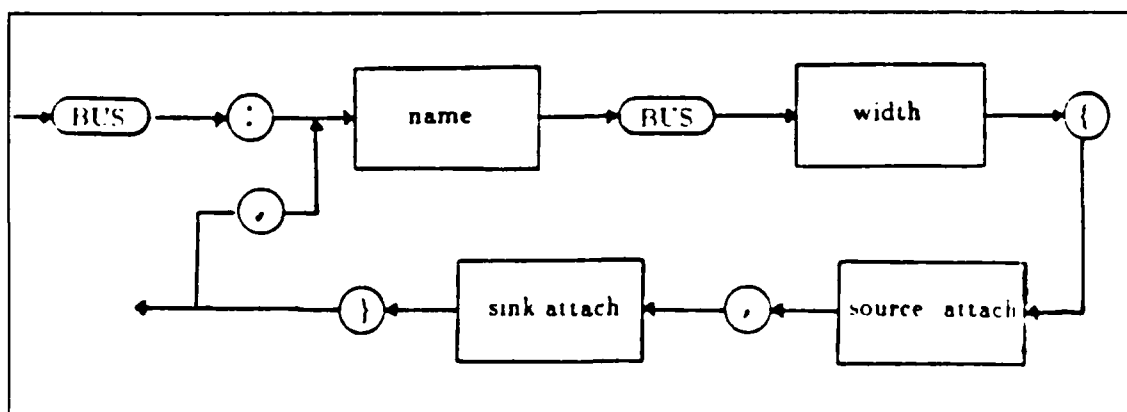 BUS : name BUS width {
,
} sink attach , source attach